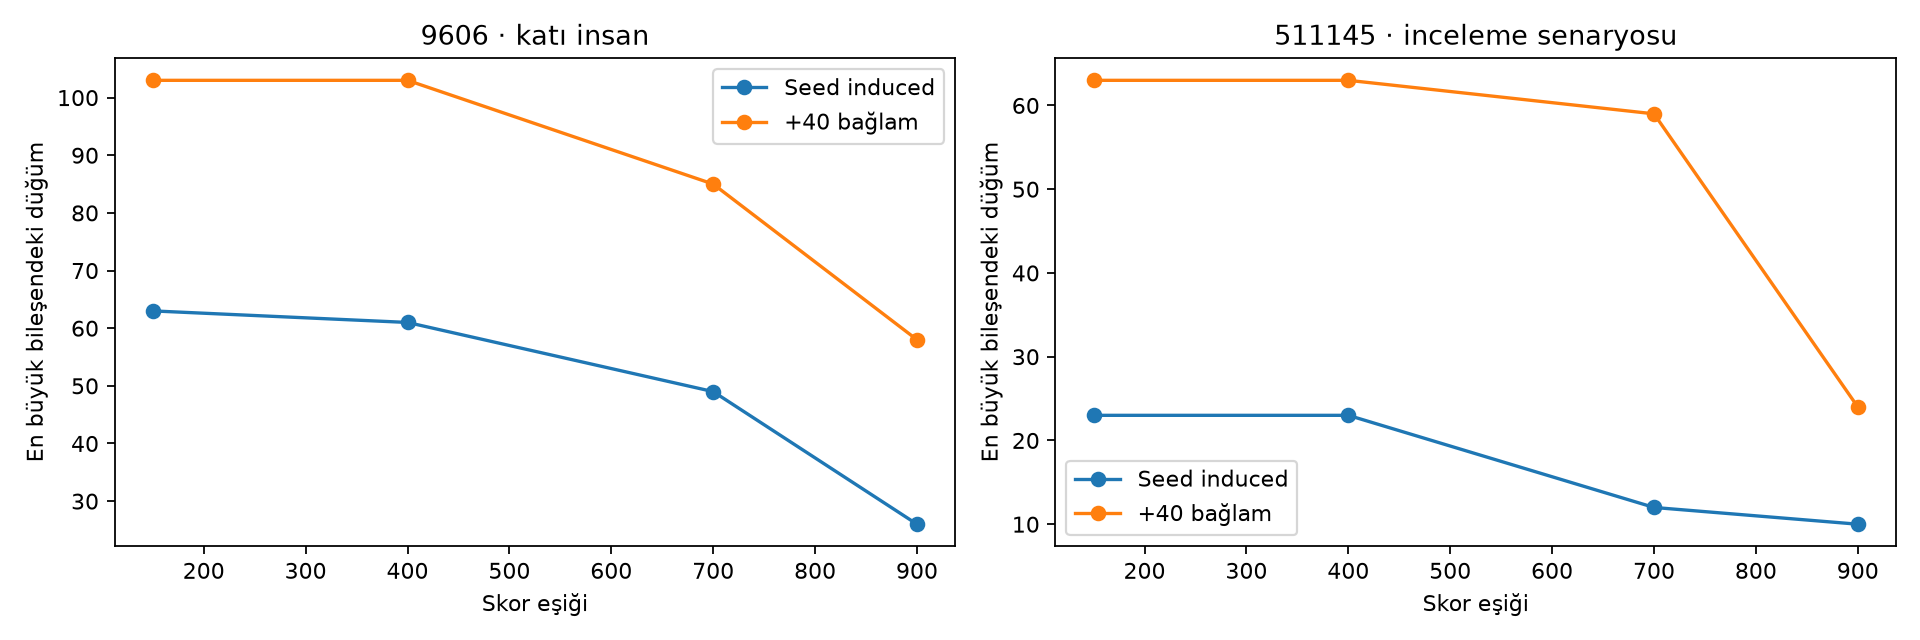 9606 · katı insan
En büyük bileşendeki düğüm
100
90
80
70
60
50
40
30
Seed induced
+40 bağlam
200 300 400 500 600 700 800 900
Skor eşiği
511145 · inceleme senaryosu
En büyük bileşendeki düğüm
60
50
40
30
20
10
Seed induced
+40 bağlam
200 300 400 500 600 700 800 900
Skor eşiği